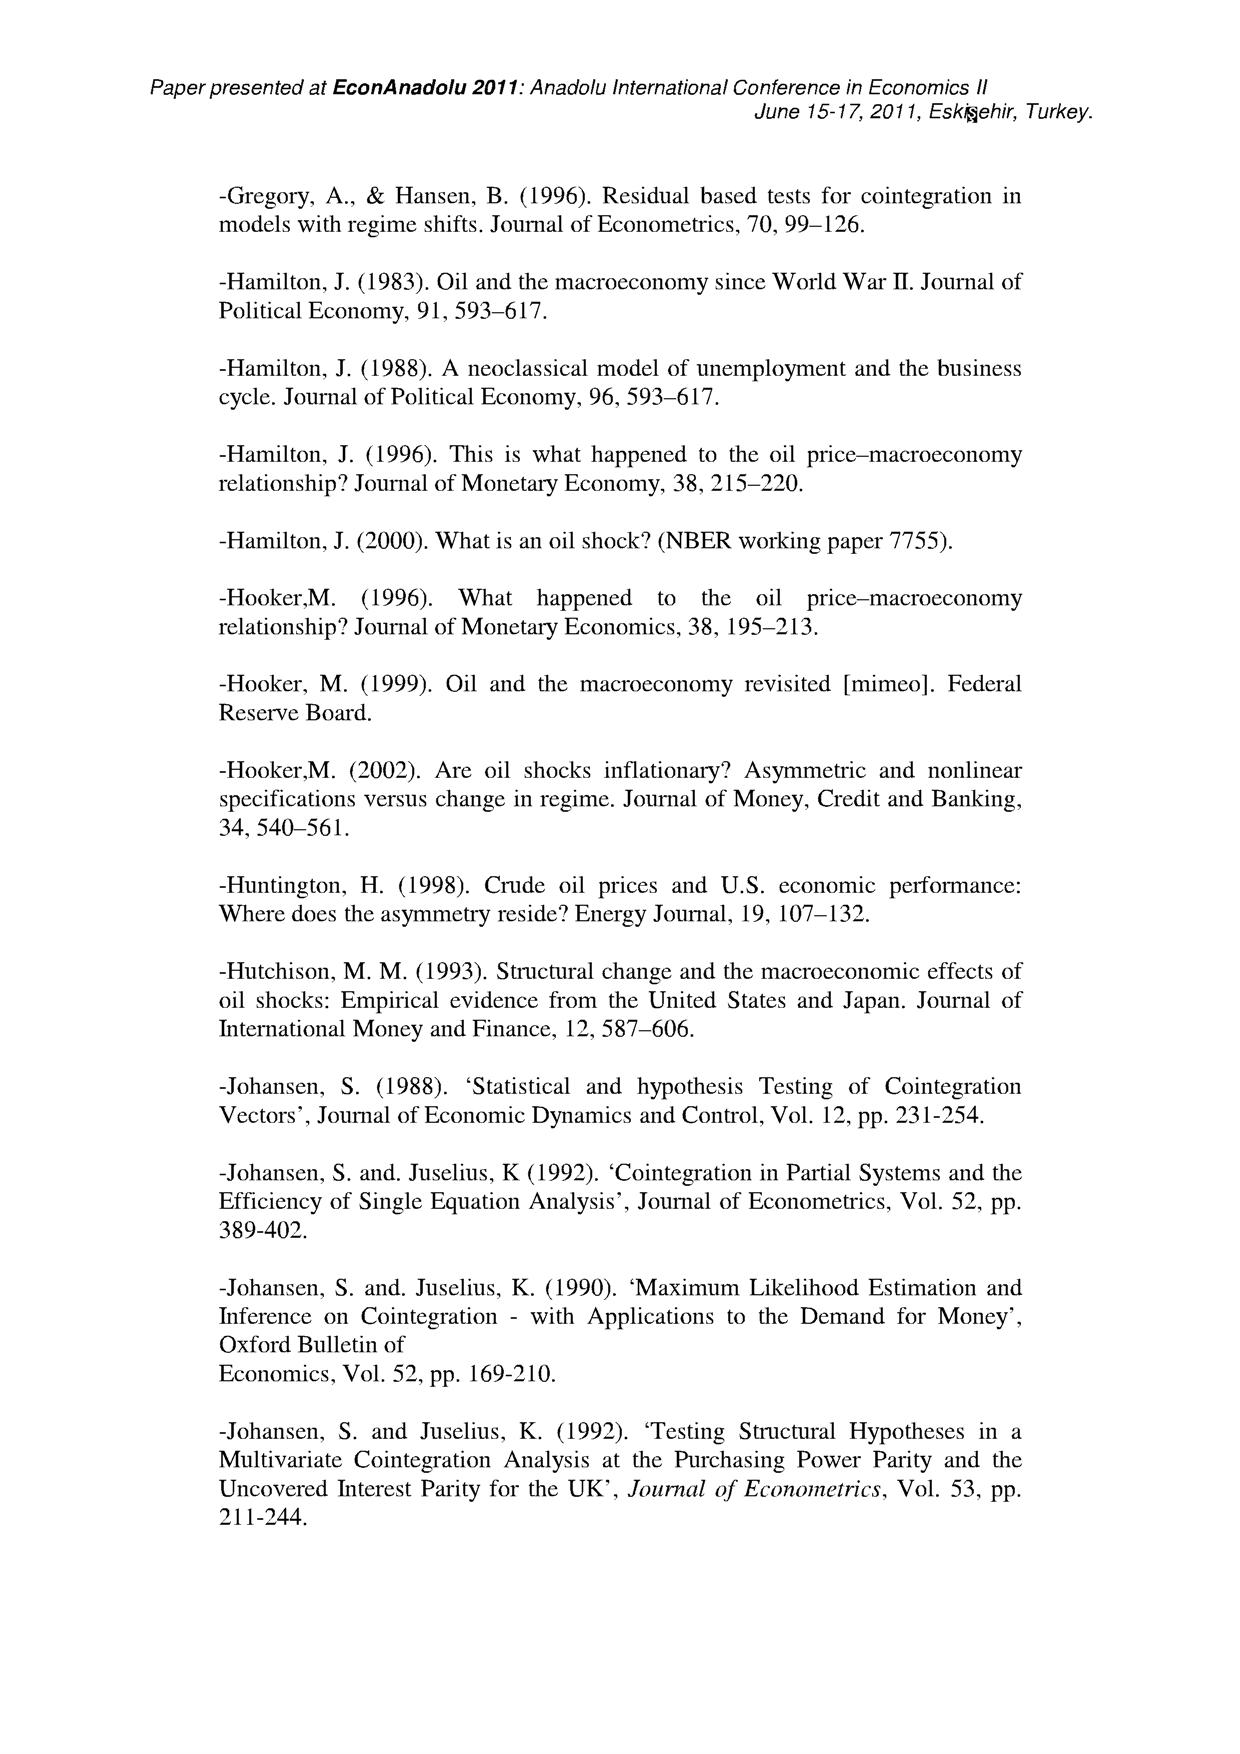 Paper presented at EconAnadolu 2011: Anadolu International Conference in Economics II
June 15-17, 2011, Eskişehir, Turkey.
-Gregory, A., & Hansen, B. (1996). Residual based tests for cointegration in
models with regime shifts. Journal of Econometrics, 70, 99–126.
-Hamilton, J. (1983). Oil and the macroeconomy since World War II. Journal of
Political Economy, 91, 593–617.
-Hamilton, J. (1988). A neoclassical model of unemployment and the business
cycle. Journal of Political Economy, 96, 593–617.
-Hamilton, J. (1996). This is what happened to the oil price–macroeconomy
relationship? Journal of Monetary Economy, 38, 215–220.
-Hamilton, J. (2000). What is an oil shock? (NBER working paper 7755).
-Hooker,M. (1996). What happened to the oil price–macroeconomy
relationship? Journal of Monetary Economics, 38, 195–213.
-Hooker, M. (1999). Oil and the macroeconomy revisited [mimeo]. Federal
Reserve Board.
-Hooker,M. (2002). Are oil shocks inflationary? Asymmetric and nonlinear
specifications versus change in regime. Journal of Money, Credit and Banking,
34, 540–561.
-Huntington, H. (1998). Crude oil prices and U.S. economic performance:
Where does the asymmetry reside? Energy Journal, 19, 107–132.
-Hutchison, M. M. (1993). Structural change and the macroeconomic effects of
oil shocks: Empirical evidence from the United States and Japan. Journal of
International Money and Finance, 12, 587–606.
-Johansen, S. (1988). ‘Statistical and hypothesis Testing of Cointegration
Vectors’, Journal of Economic Dynamics and Control, Vol. 12, pp. 231-254.
-Johansen, S. and. Juselius, K (1992). ‘Cointegration in Partial Systems and the
Efficiency of Single Equation Analysis’, Journal of Econometrics, Vol. 52, pp.
389-402.
-Johansen, S. and. Juselius, K. (1990). ‘Maximum Likelihood Estimation and
Inference on Cointegration - with Applications to the Demand for Money’,
Oxford Bulletin of
Economics, Vol. 52, pp. 169-210.
-Johansen, S. and Juselius, K. (1992). ‘Testing Structural Hypotheses in a
Multivariate Cointegration Analysis at the Purchasing Power Parity and the
Uncovered Interest Parity for the UK’, Journal of Econometrics, Vol. 53, pp.
211-244.